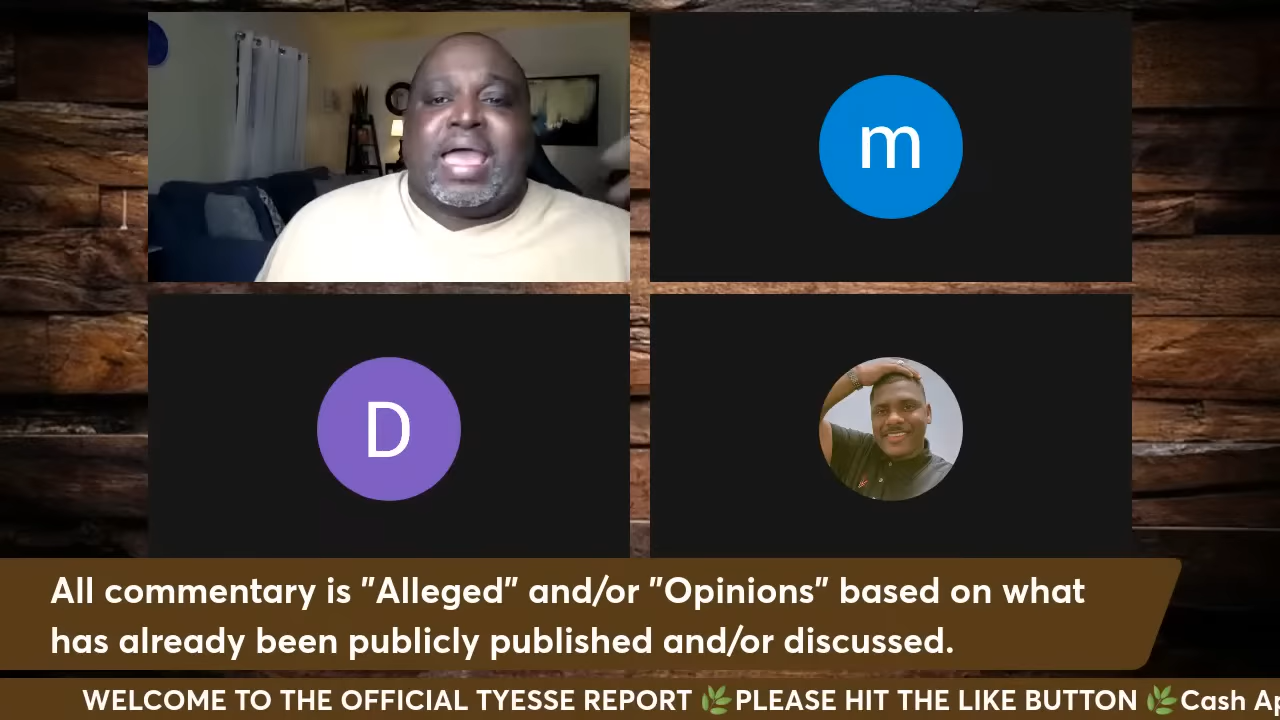 m
D
All commentary is "Alleged" and/or "Opinions" based on what
has already been publicly published and/or discussed.
WELCOME TO THE OFFICIAL TYESSE REPORT 🌿 PLEASE HIT THE LIKE BUTTON 🌿 Cash